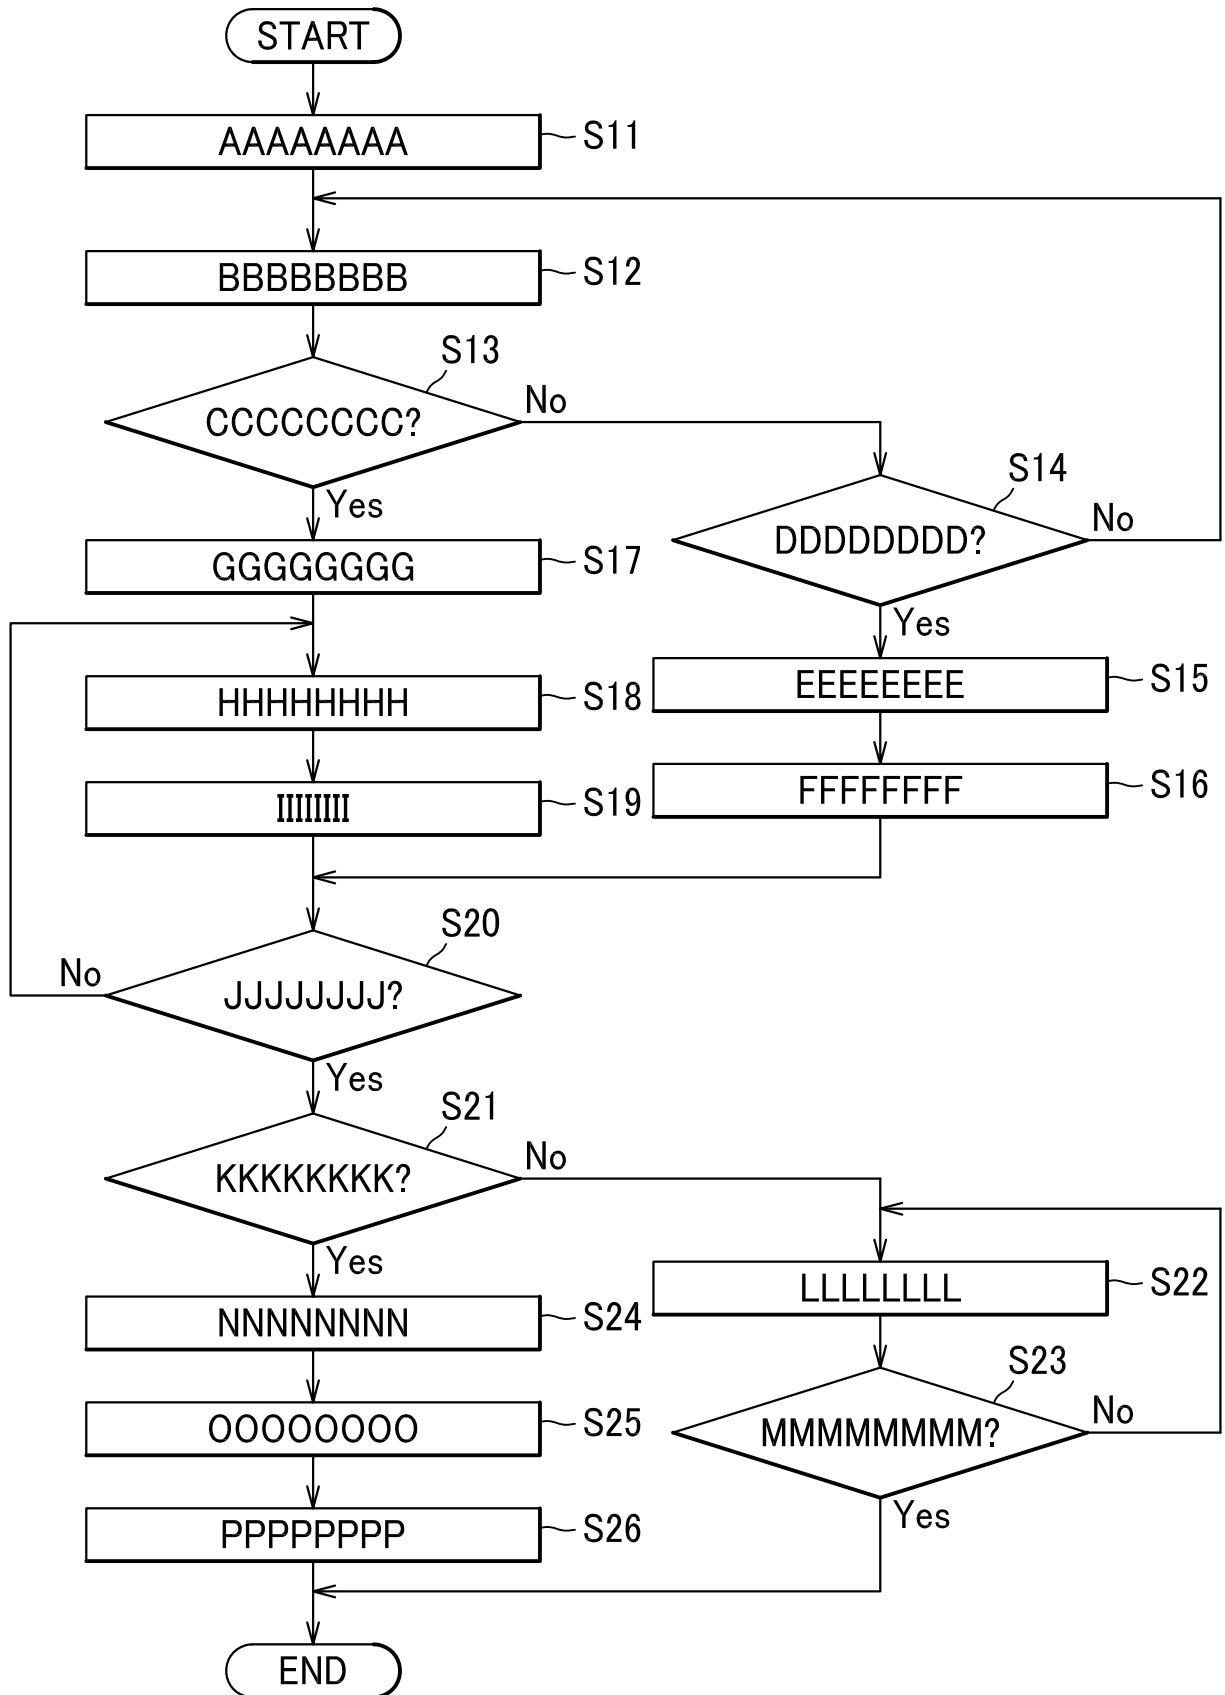 START
AAAAAAAA
S11
BBBBBBBB
S12
S13
CCCCCCCC?
No
Yes
S14
DDDDDDDD?
No
Yes
GGGGGGGG
S17
EEEEEEEE
S15
HHHHHHHH
S18
FFFFFFFF
S16
IIIIIIII
S19
S20
JJJJJJJJ?
No
Yes
S21
KKKKKKKK?
No
Yes
LLLLLLLL
S22
NNNNNNNN
S24
S23
MMMMMMMM?
No
Yes
OOOOOOOO
S25
PPPPPPPP
S26
END